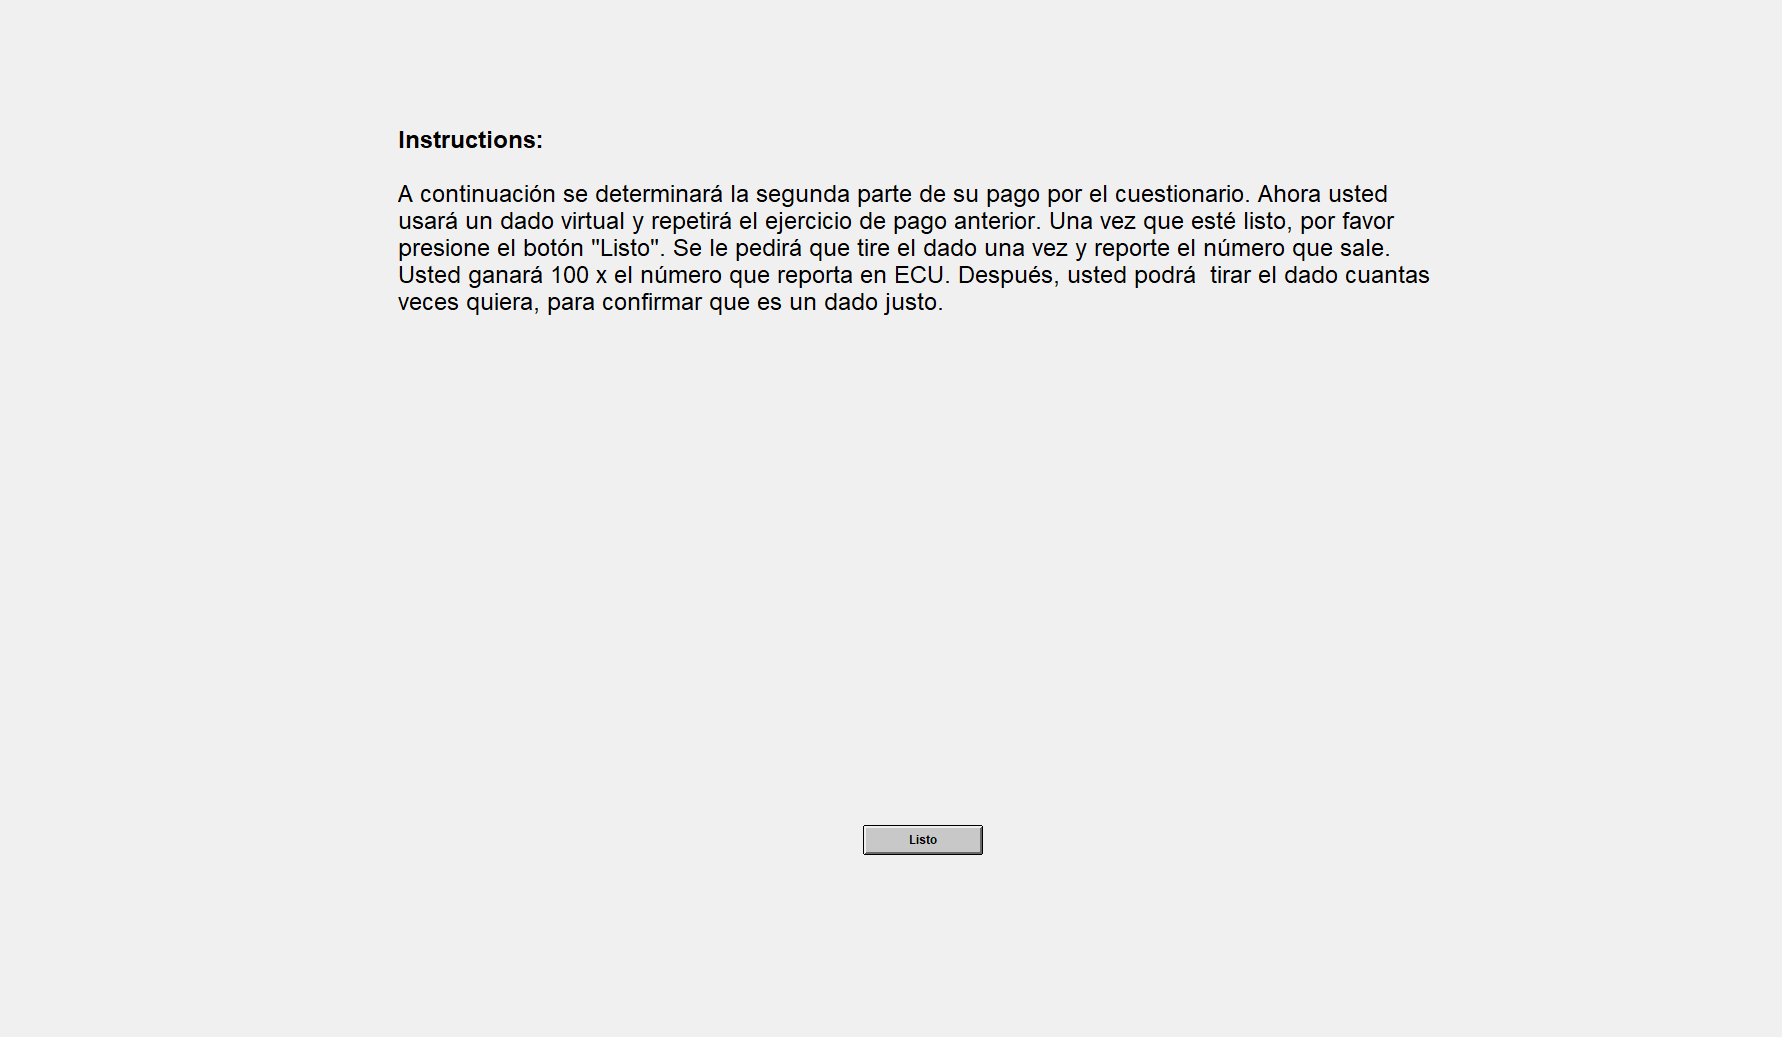 Instructions:
A continuación se determinará la segunda parte de su pago por el cuestionario. Ahora usted
usará un dado virtual y repetirá el ejercicio de pago anterior. Una vez que esté listo, por favor
presione el botón "Listo". Se le pedirá que tire el dado una vez y reporte el número que sale.
Usted ganará 100 x el número que reporta en ECU. Después, usted podrá  tirar el dado cuantas
veces quiera, para confirmar que es un dado justo.
Listo